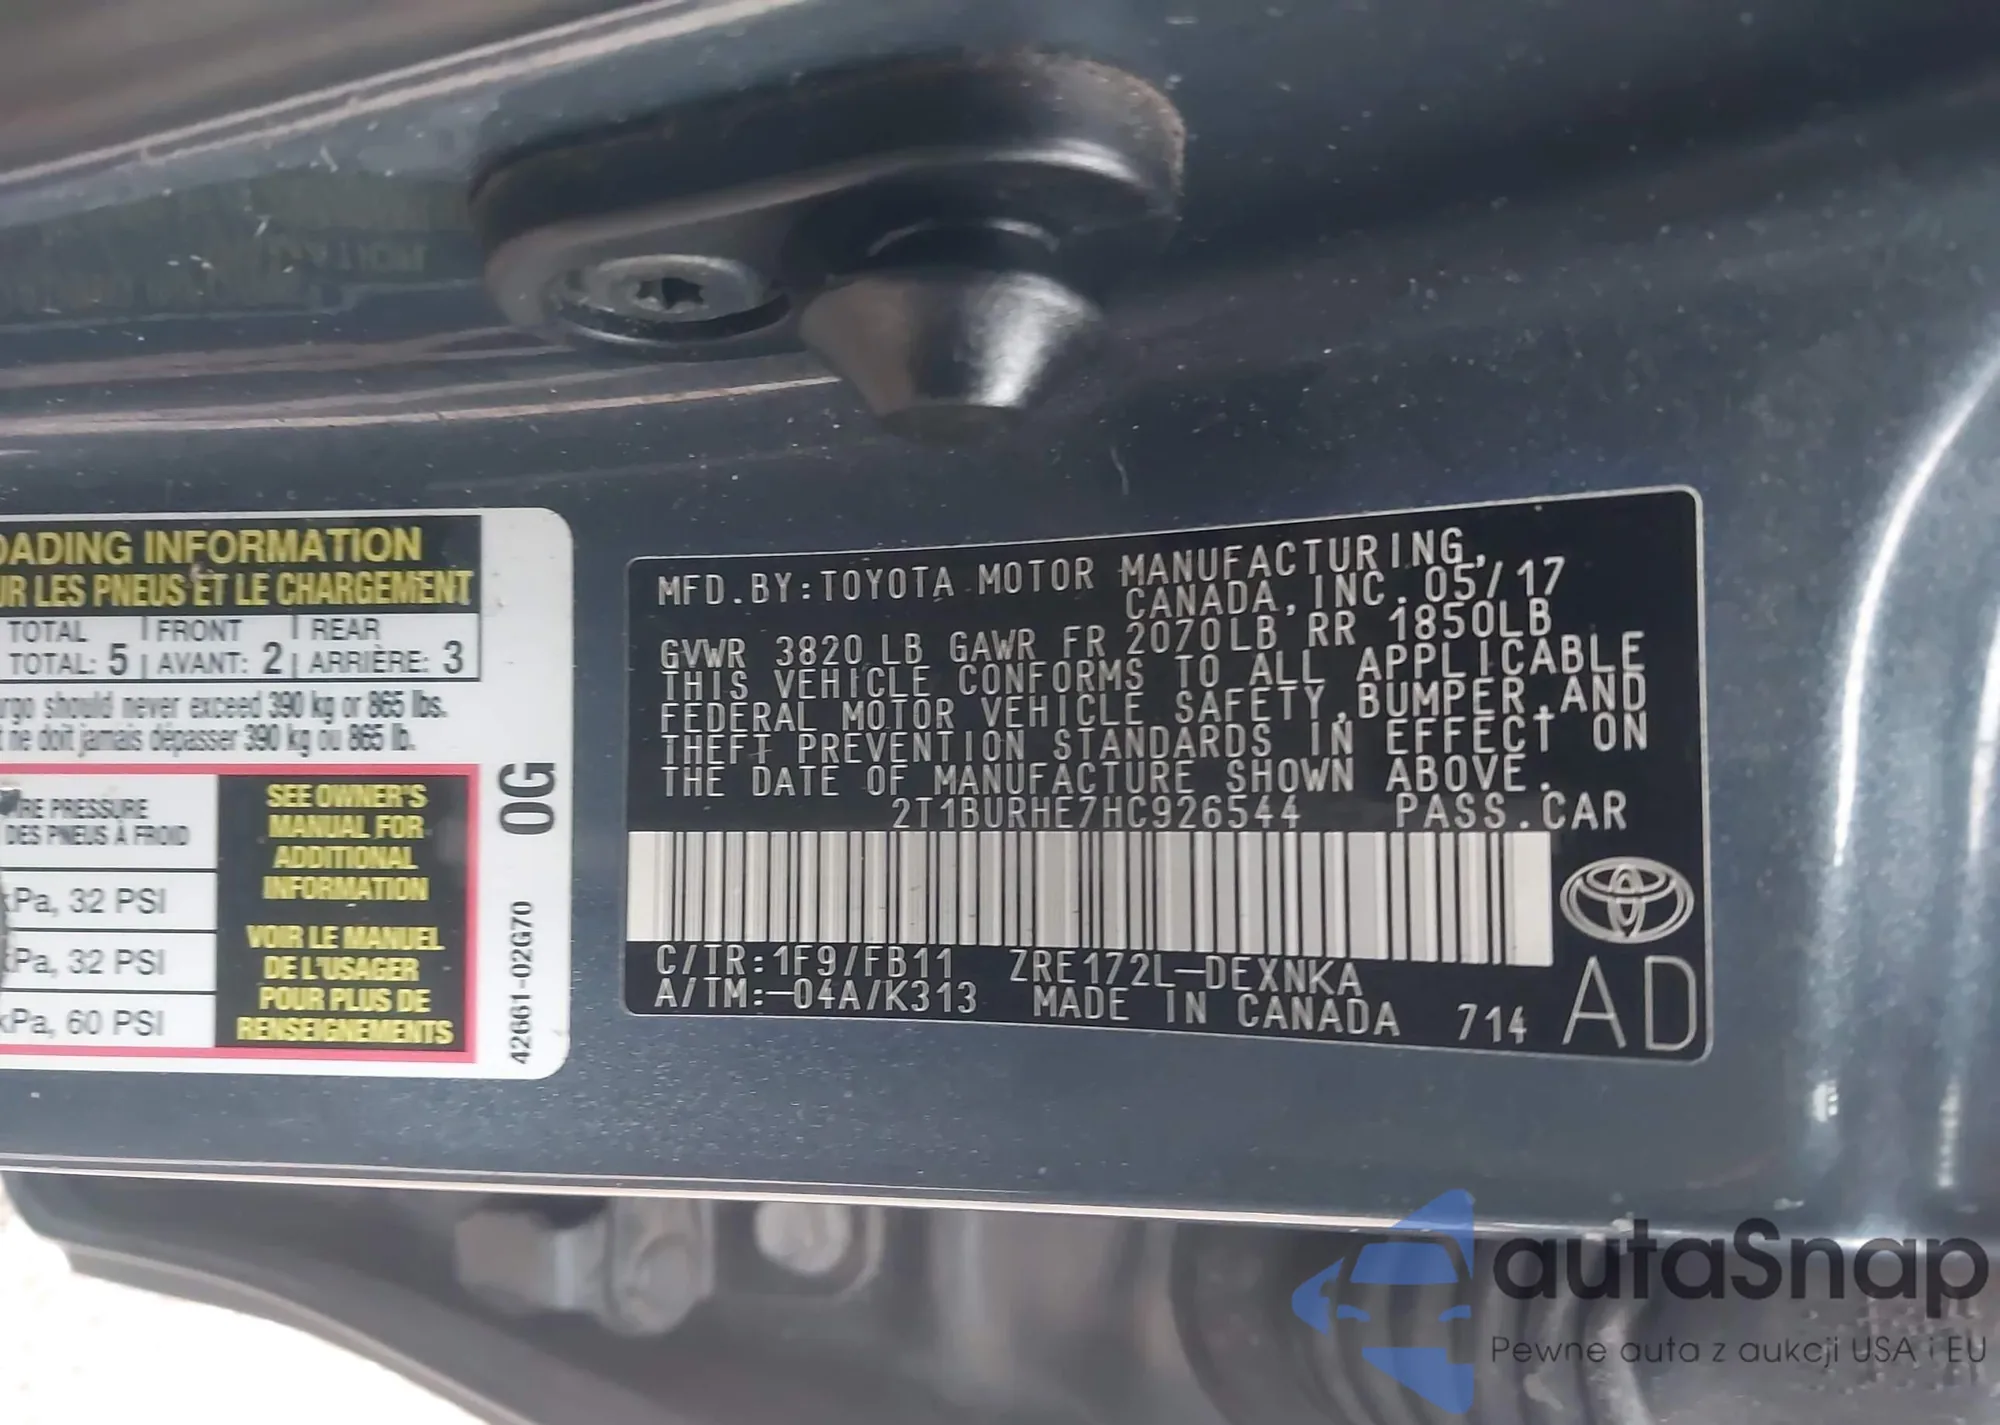 OADING INFORMATION
UR LES PNEUS ET LE CHARGEMENT
TOTAL FRONT REAR
TOTAL: 5 AVANT: 2 ARRIÈRE: 3
rgo should never exceed 390 kg or 865 lbs.
t ne doit jamais dépasser 390 kg ou 865 lb.
RE PRESSURE
DES PNEUS À FROID
kPa, 32 PSI
kPa, 32 PSI
kPa, 60 PSI
SEE OWNER'S
MANUAL FOR
ADDITIONAL
INFORMATION
VOIR LE MANUEL
DE L'USAGER
POUR PLUS DE
RENSEIGNEMENTS
42661-02G70 0G
MFD.BY:TOYOTA MOTOR MANUFACTURING,
CANADA, INC. 05/17
GVWR 3820 LB GAWR FR 2070LB RR 1850LB
THIS VEHICLE CONFORMS TO ALL APPLICABLE
FEDERAL MOTOR VEHICLE SAFETY,BUMPER,AND
THEFT PREVENTION STANDARDS IN EFFECT ON
THE DATE OF MANUFACTURE SHOWN ABOVE.
2T1BURHE7HC926544 PASS.CAR
C/TR:1F9/FB11 ZRE172L-DEXNKA
A/TM:-04A/K313 MADE IN CANADA 714 AD
autaSnap
Pewne auta z aukcji USA i EU